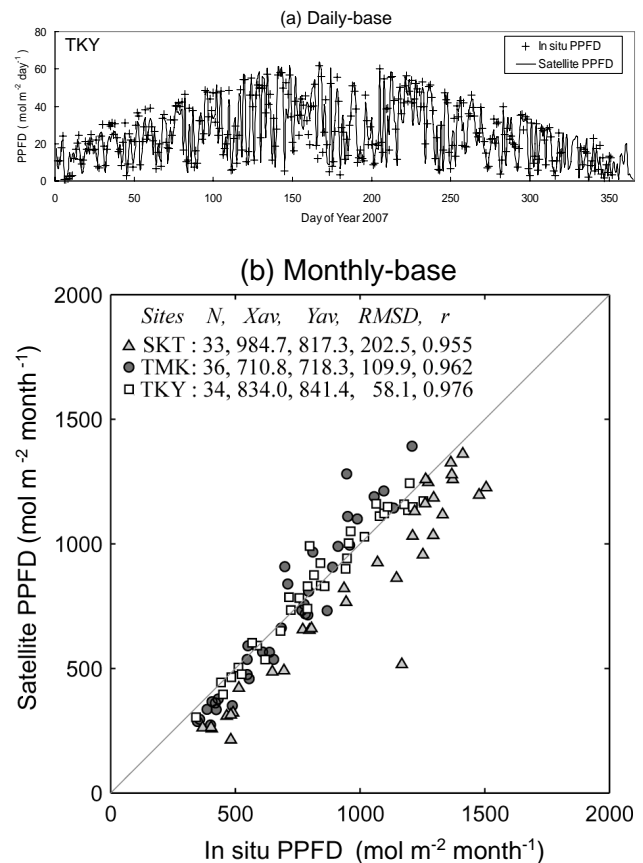 (a) Daily-base
TKY
In situ PPFD
Satellite PPFD
PPFD ( mol m⁻² day⁻¹)
80
60
40
20
0
0 50 100 150 200 250 300 350
Day of Year 2007
(b) Monthly-base
Sites N, Xav, Yav, RMSD, r
SKT : 33, 984.7, 817.3, 202.5, 0.955
TMK : 36, 710.8, 718.3, 109.9, 0.962
TKY : 34, 834.0, 841.4, 58.1, 0.976
Satellite PPFD (mol m⁻² month⁻¹)
2000
1500
1000
500
0
0 500 1000 1500 2000
In situ PPFD (mol m⁻² month⁻¹)